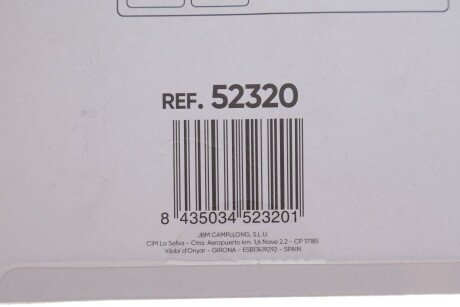 REF. 52320
8 435034 523201
JBM CAMPLLONG, S.L.U.
CIM La Selva - Ctra. Aeropuerto km. 1,6 Nave 2.2 - CP 17185
Vilobi d'Onyar - GIRONA - ESB17419292 - SPAIN